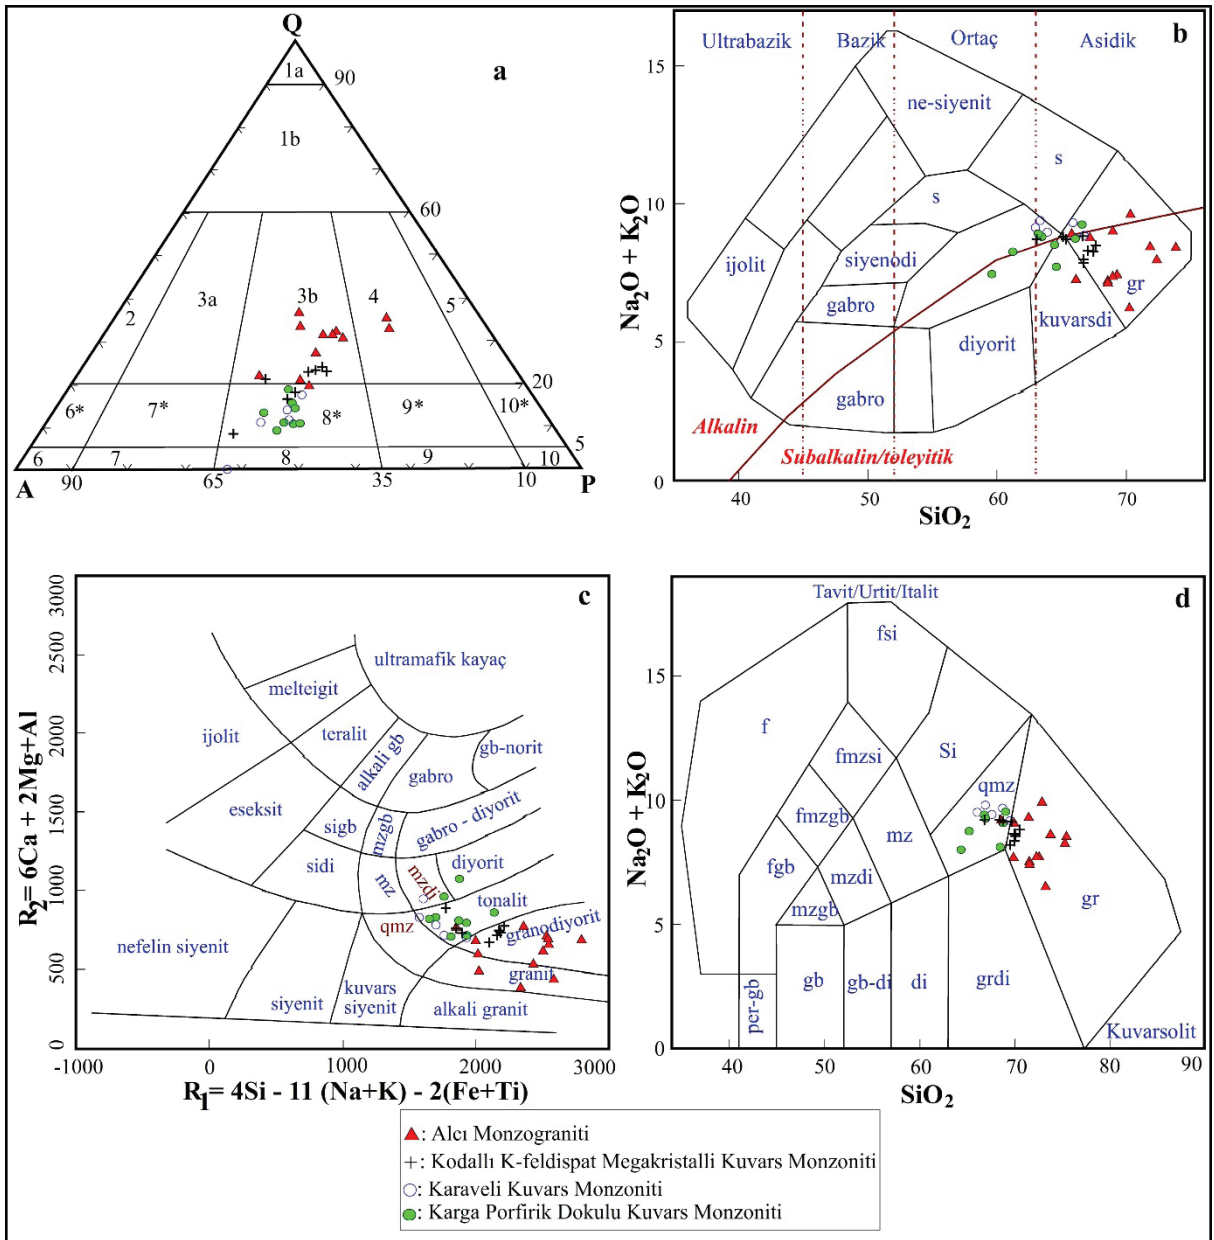 Q
a
1a
90
1b
60
2
3a
3b
4
5
20
6*
7*
8*
9*
10*
5
6
7
8
9
10
A
90
65
35
10
P
b
Ultrabazik
Bazik
Ortaç
Asidik
15
ne-siyenit
s
10
s
ijolit
siyenodi
gr
gabro
kuvarsdi
5
diyorit
gabro
Alkalin
Subalkalin/toleyitik
0
40
50
60
70
Na2O + K2O
SiO2
c
3000
2500
2000
1500
1000
500
0
ultramafik kayaç
melteigit
ijolit
teralit
alkali gb
gb-norit
gabro
eseksit
sigb
mzgb
gabro - diyorit
sidi
mz
mzdi
diyorit
tonalit
qmz
granodiyorit
nefelin siyenit
granit
siyenit
kuvars
siyenit
alkali granit
-1000
0
1000
2000
3000
R2= 6Ca + 2Mg+Al
R1= 4Si - 11 (Na+K) - 2(Fe+Ti)
d
Tavit/Urtit/Italit
fsi
15
f
fmzsi
Si
qmz
10
fmzgb
mz
fgb
mzdi
gr
mzgb
5
per-gb
gb
gb-di
di
grdi
Kuvarsolit
0
40
50
60
70
80
90
Na2O + K2O
SiO2
: Alcı Monzograniti
: Kodallı K-feldispat Megakristalli Kuvars Monzoniti
: Karaveli Kuvars Monzoniti
: Karga Porfirik Dokulu Kuvars Monzoniti